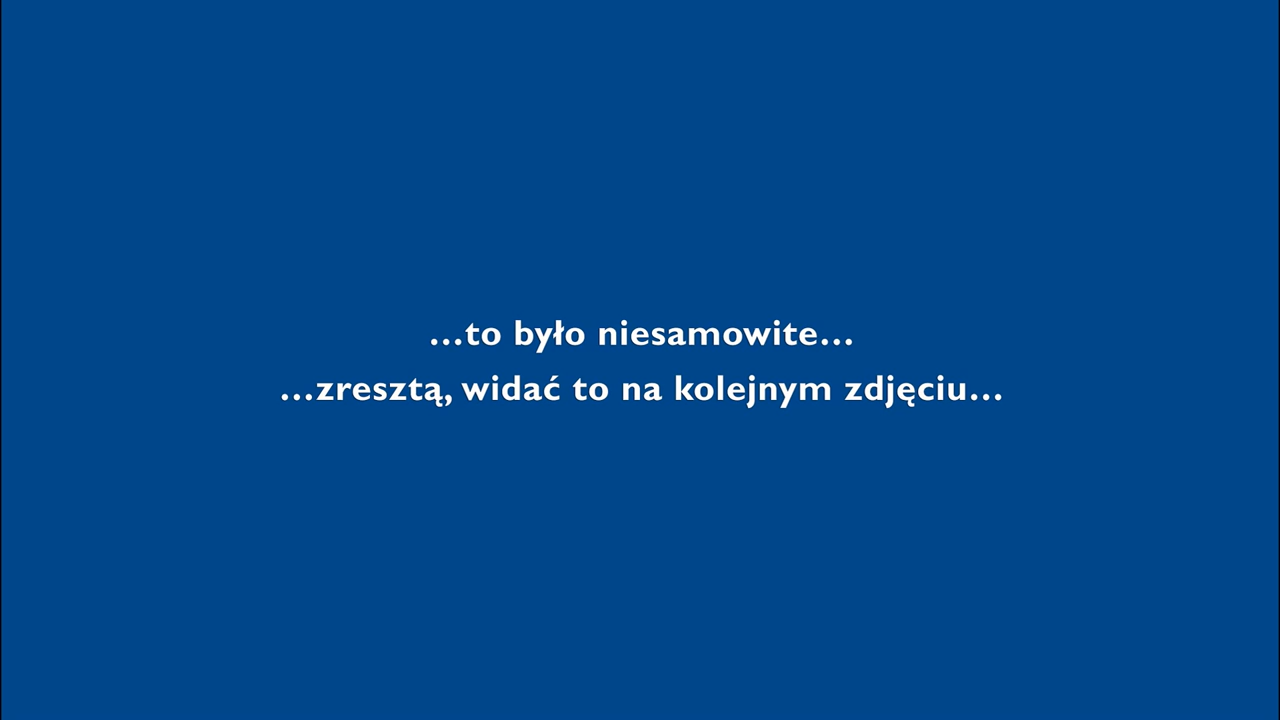 …to było niesamowite…
…zresztą, widać to na kolejnym zdjęciu…